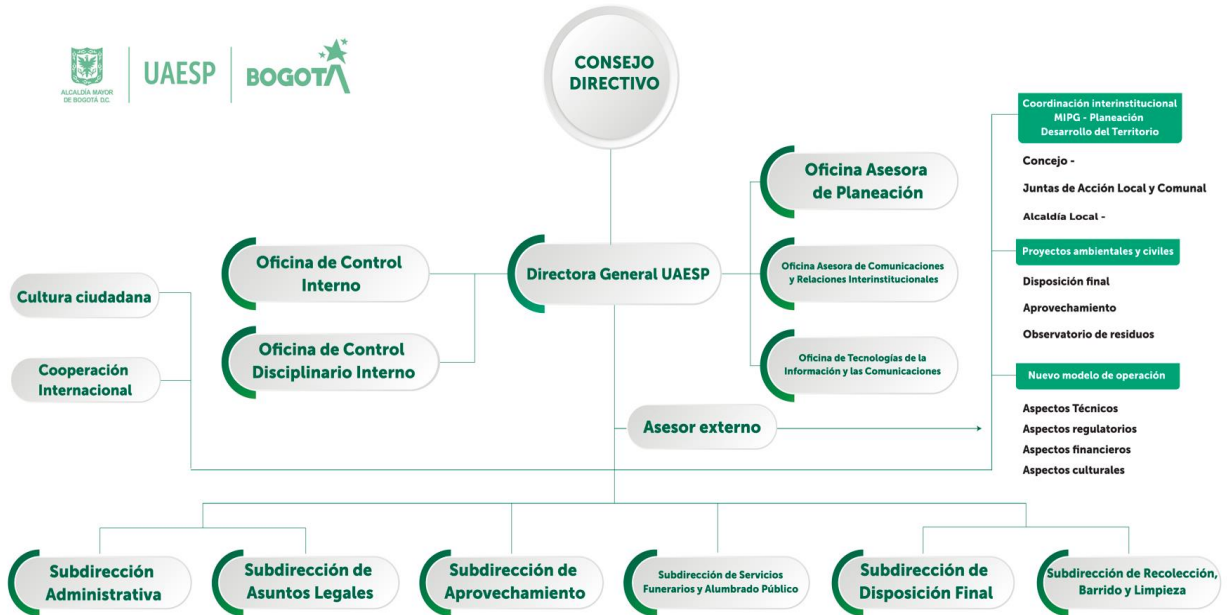 ALCALDÍA MAYOR
DE BOGOTÁ D.C.
UAESP
BOGOTÁ
CONSEJO
DIRECTIVO
Coordinación interinstitucional
MIPG - Planeación
Desarrollo del Territorio
Concejo -
Juntas de Acción Local y Comunal
Alcaldía Local -
Oficina Asesora
de Planeación
Oficina de Control
Interno
Directora General UAESP
Oficina Asesora de Comunicaciones
y Relaciones Interinstitucionales
Proyectos ambientales y civiles
Disposición final
Aprovechamiento
Observatorio de residuos
Cultura ciudadana
Oficina de Control
Disciplinario Interno
Oficina de Tecnologías de la
Información y las Comunicaciones
Cooperación
Internacional
Nuevo modelo de operación
Aspectos Técnicos
Aspectos regulatorios
Aspectos financieros
Aspectos culturales
Asesor externo
Subdirección
Administrativa
Subdirección de
Asuntos Legales
Subdirección de
Aprovechamiento
Subdirección de Servicios
Funerarios y Alumbrado Público
Subdirección de
Disposición Final
Subdirección de Recolección,
Barrido y Limpieza